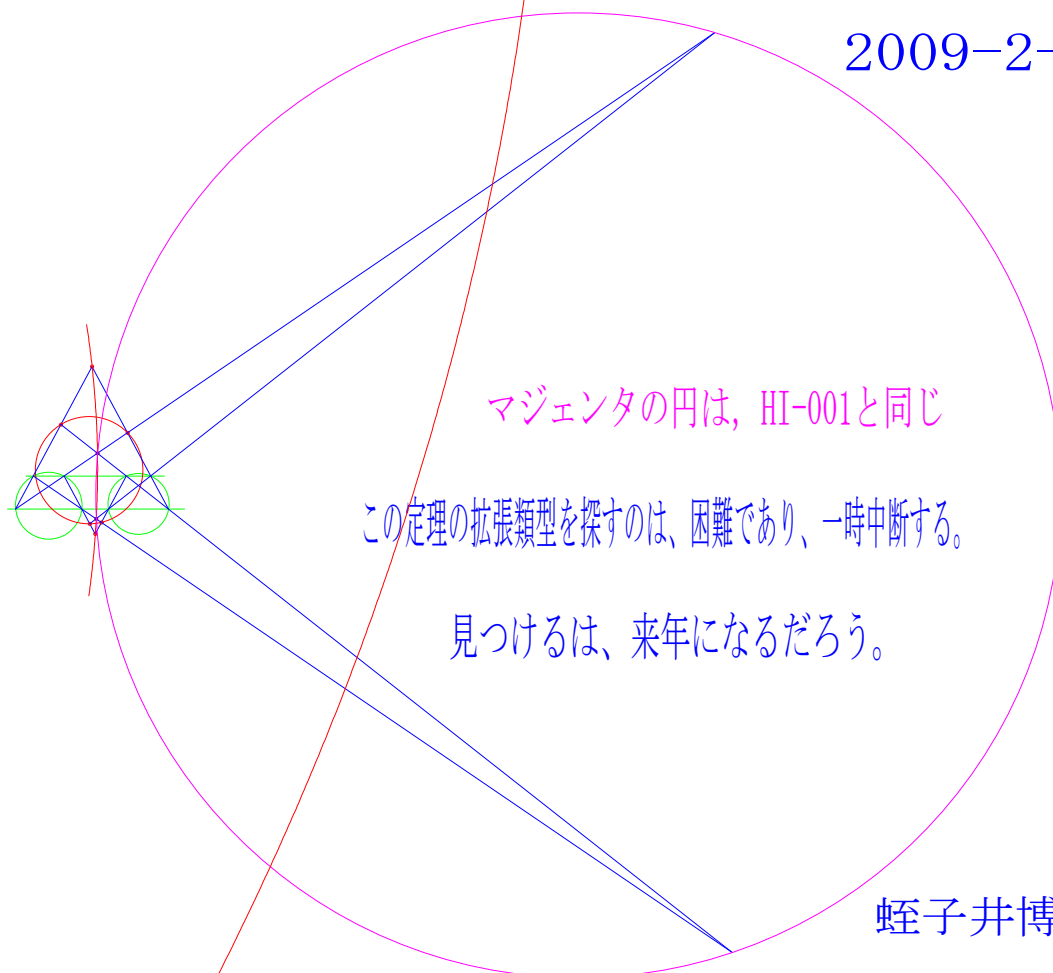 2009-2-
マジェンタの円は, HI-001と同じ
この定理の拡張類型を探すのは、困難であり、一時中断する。
見つけるは、来年になるだろう。
蛭子井博